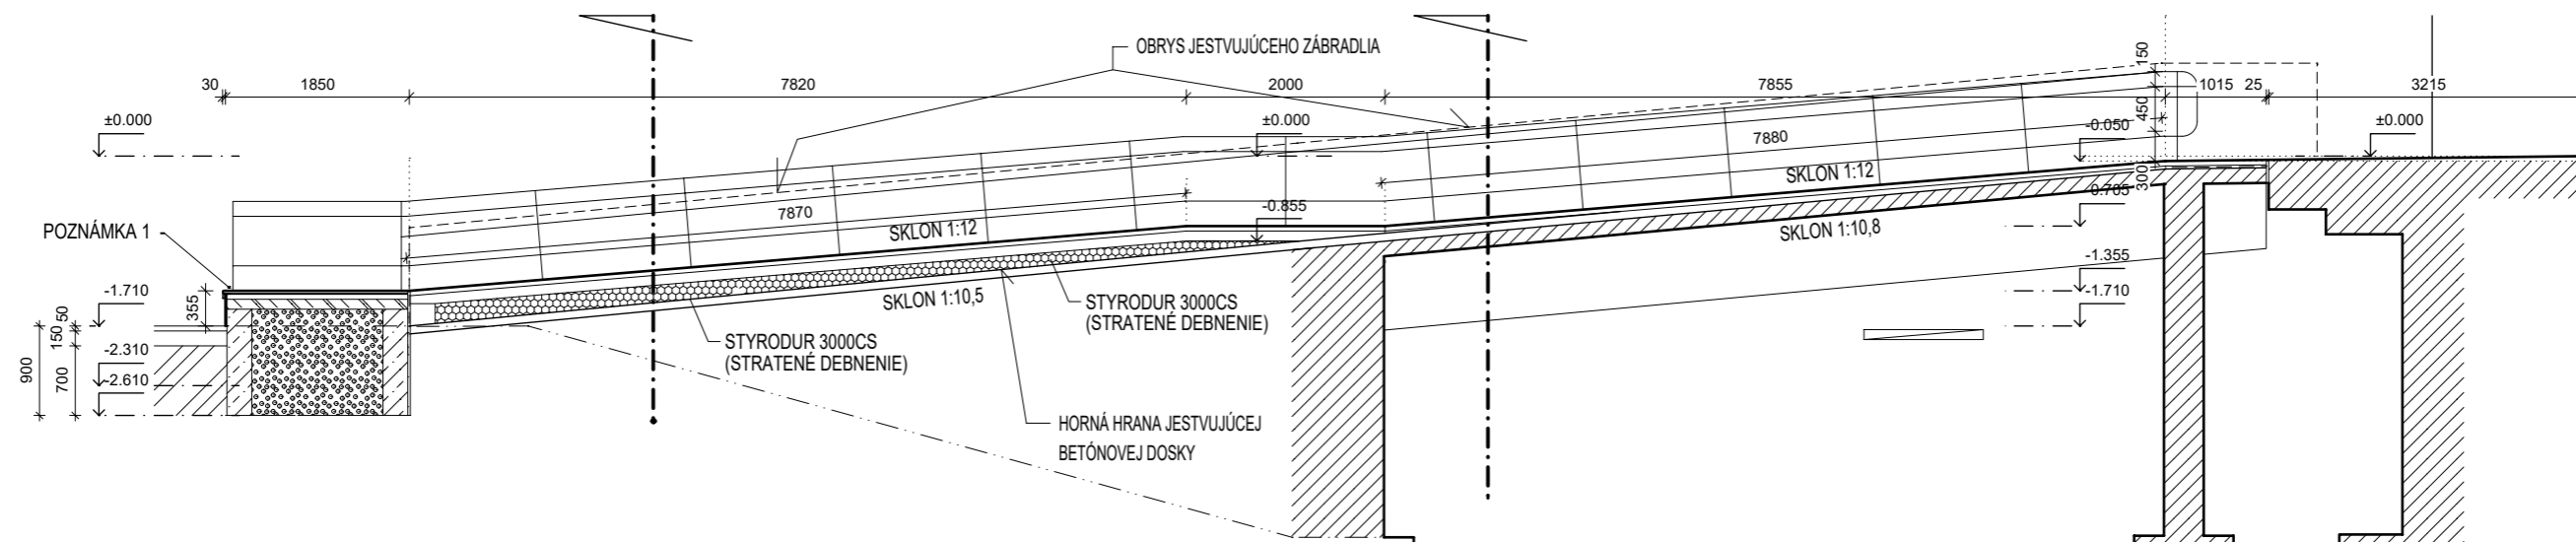 OBRYS JESTVUJÚCEHO ZÁBRADLIA
30
1850
7820
2000
7855
150
1015
25
3215
±0.000
±0.000
±0.000
450
-0.050
7880
SKLON 1:12
300
-0.705
POZNÁMKA 1
7870
SKLON 1:12
-0.855
SKLON 1:10,8
-1.710
355
SKLON 1:10,5
STYRODUR 3000CS
(STRATENÉ DEBNENIE)
-1.355
-1.710
50
150
STYRODUR 3000CS
(STRATENÉ DEBNENIE)
-2.310
-2.610
900
700
HORNÁ HRANA JESTVUJÚCEJ
BETÓNOVEJ DOSKY